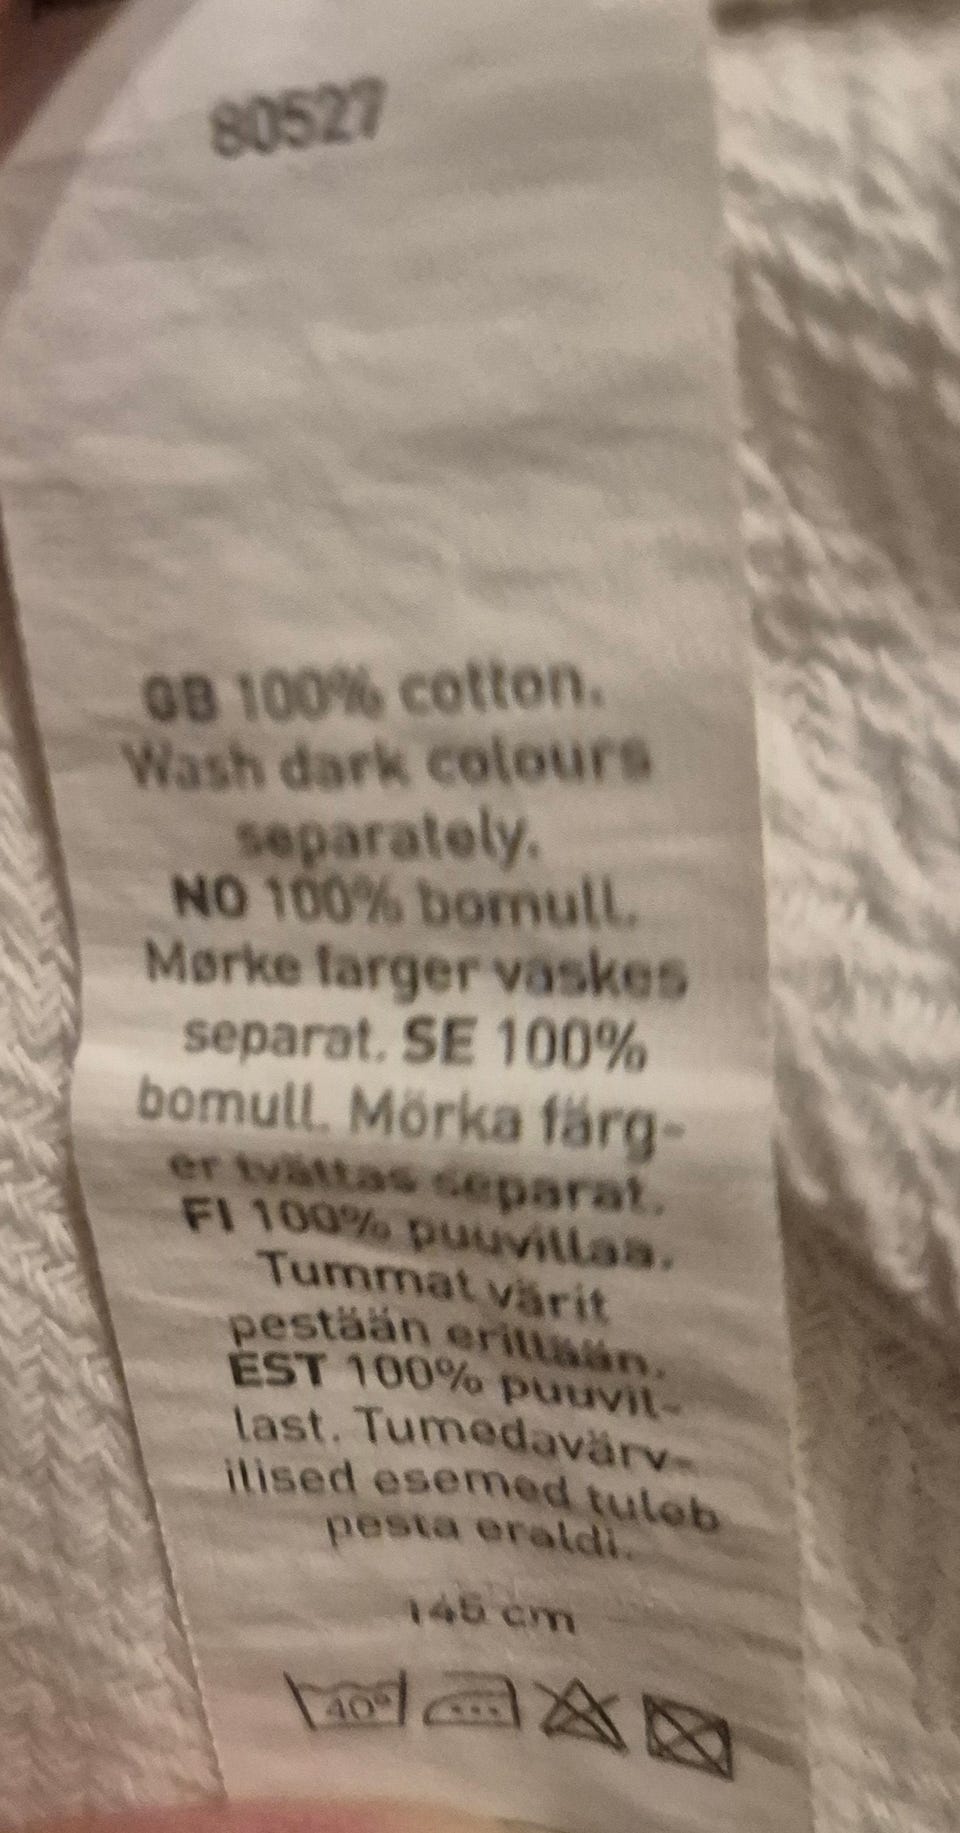 80527
GB 100% cotton.
Wash dark colours
separately.
NO 100% bomull.
Mørke farger vaskes
separat. SE 100%
bomull. Mörka färg-
er tvättas separat.
FI 100% puuvillaa.
Tummat värit
pestään erillään.
EST 100% puuvil-
last. Tumedavärv-
ilised esemed tuleb
pesta eraldi.
145 cm
40°